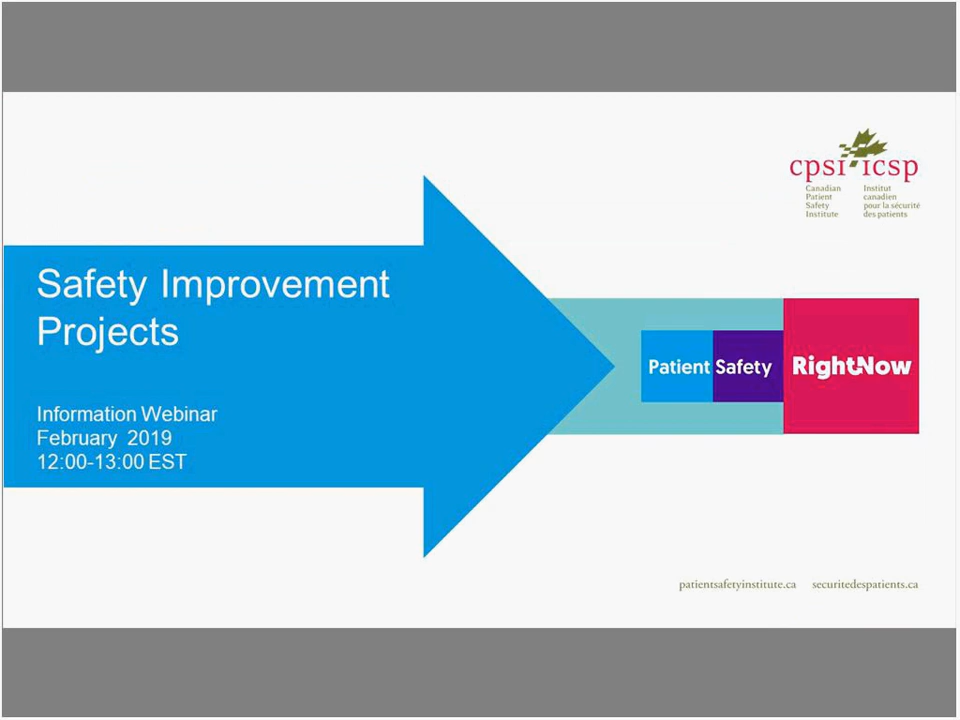 cpsi icsp
Canadian
Patient
Safety
Institute
Institut
canadien
pour la sécurité
des patients
Safety Improvement
Projects
Patient Safety RightNow
Information Webinar
February 2019
12:00-13:00 EST
patientsafetyinstitute.ca securitedespatients.ca